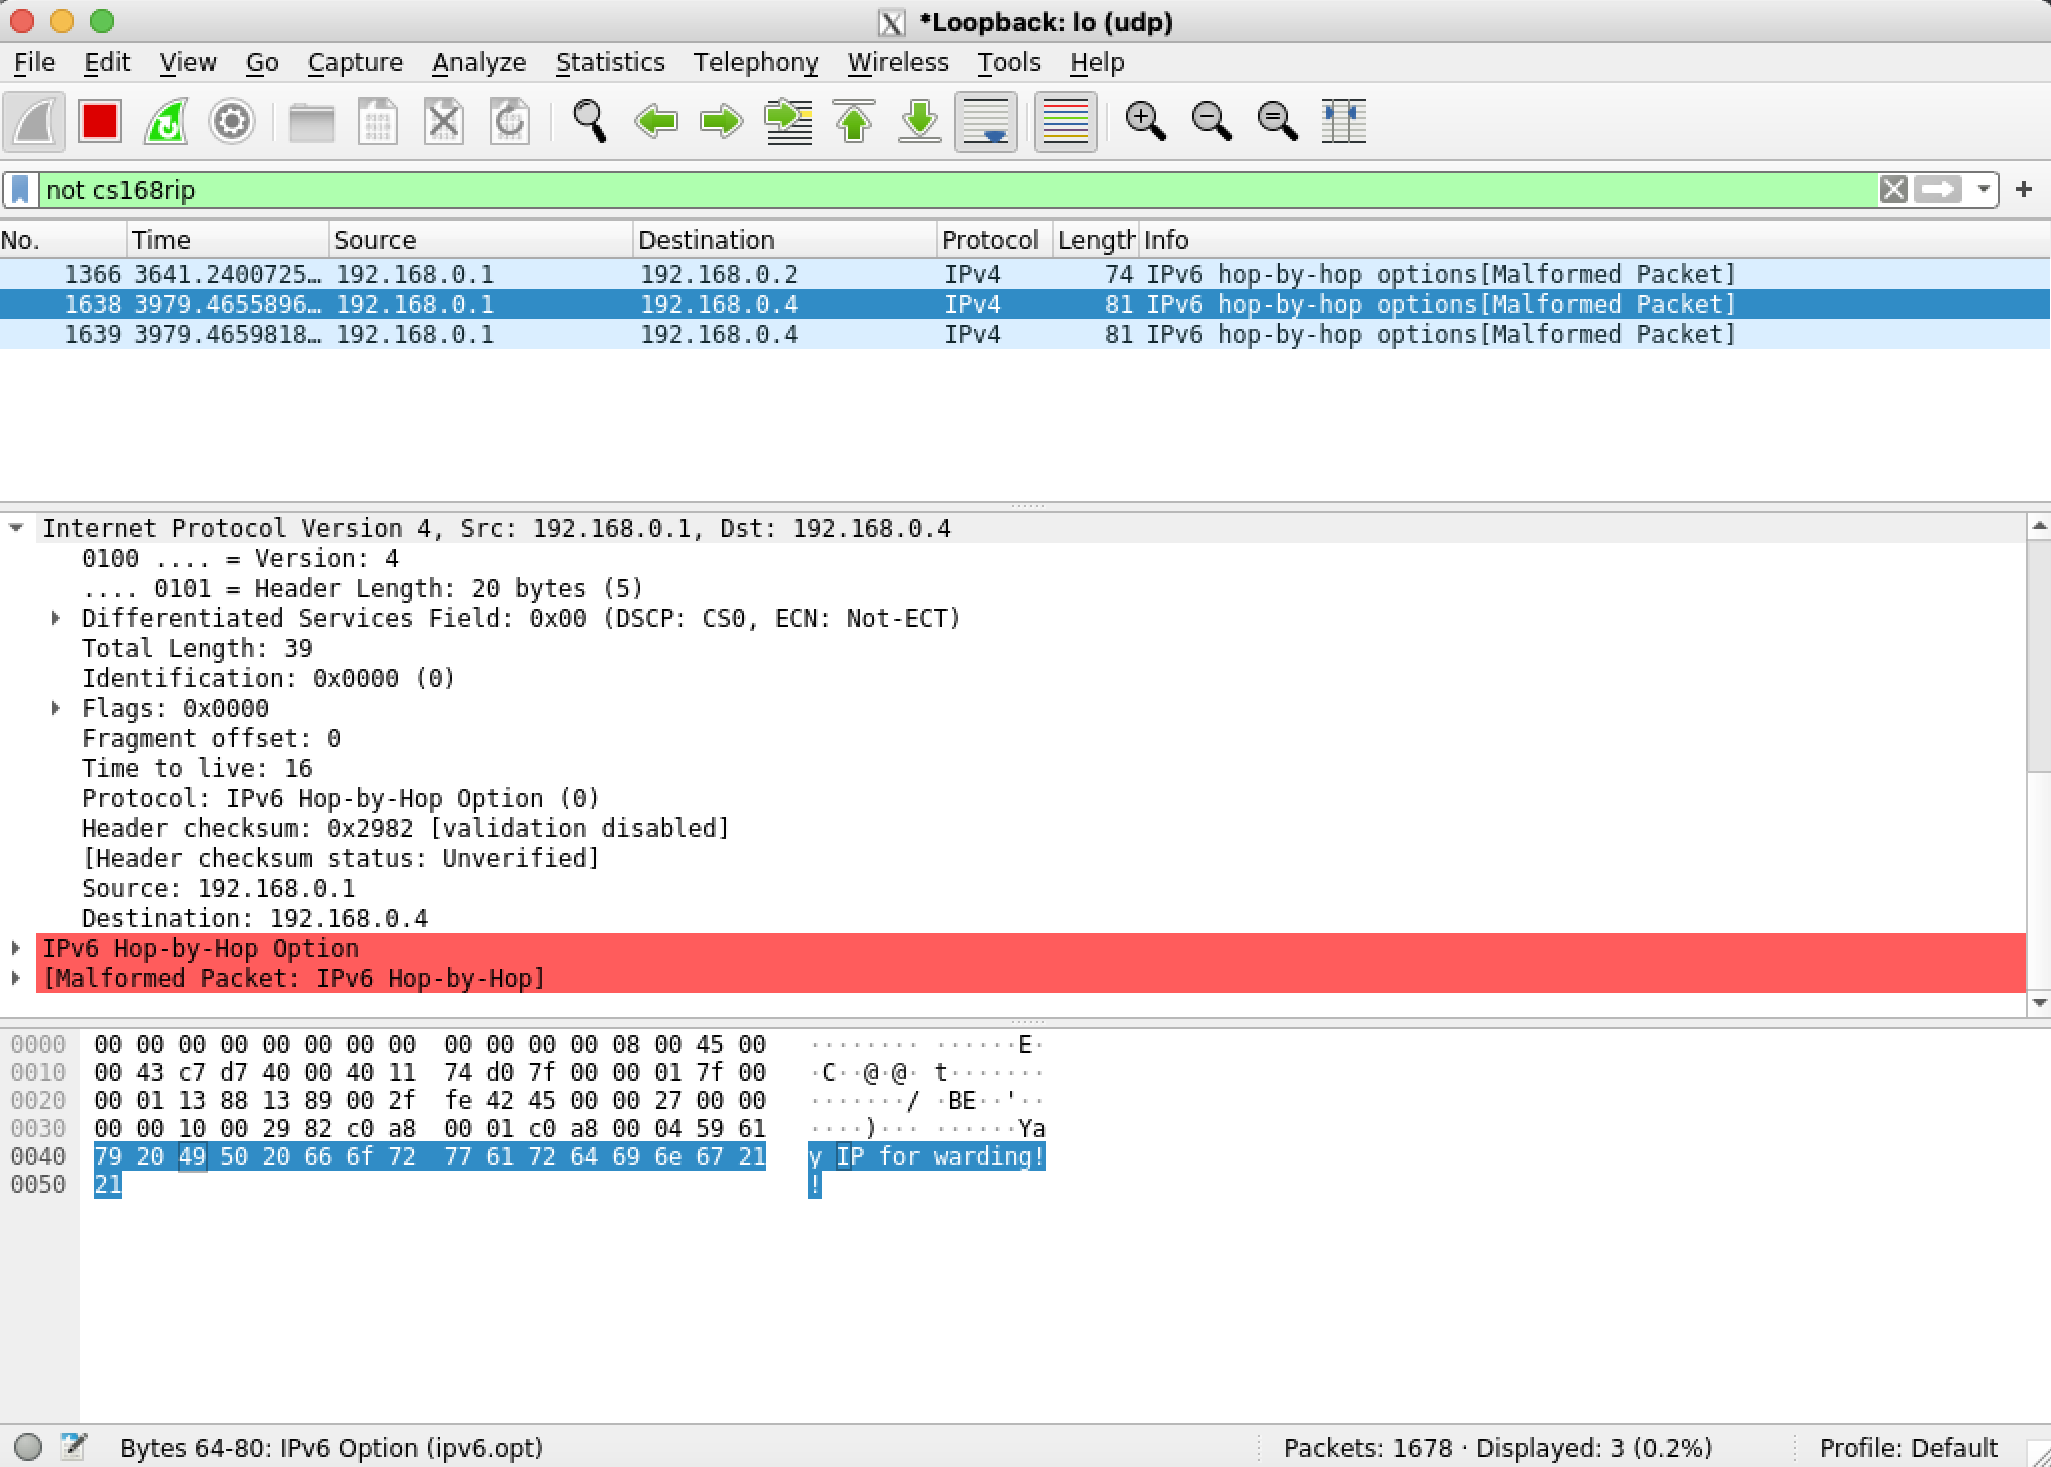 *Loopback: lo (udp)
File Edit View Go Capture Analyze Statistics Telephony Wireless Tools Help
not cs168rip
No. Time Source Destination Protocol Length Info
1366 3641.2400725… 192.168.0.1 192.168.0.2 IPv4 74 IPv6 hop-by-hop options[Malformed Packet]
1638 3979.4655896… 192.168.0.1 192.168.0.4 IPv4 81 IPv6 hop-by-hop options[Malformed Packet]
1639 3979.4659818… 192.168.0.1 192.168.0.4 IPv4 81 IPv6 hop-by-hop options[Malformed Packet]
Internet Protocol Version 4, Src: 192.168.0.1, Dst: 192.168.0.4
0100 .... = Version: 4
.... 0101 = Header Length: 20 bytes (5)
Differentiated Services Field: 0x00 (DSCP: CS0, ECN: Not-ECT)
Total Length: 39
Identification: 0x0000 (0)
Flags: 0x0000
Fragment offset: 0
Time to live: 16
Protocol: IPv6 Hop-by-Hop Option (0)
Header checksum: 0x2982 [validation disabled]
[Header checksum status: Unverified]
Source: 192.168.0.1
Destination: 192.168.0.4
IPv6 Hop-by-Hop Option
[Malformed Packet: IPv6 Hop-by-Hop]
0000 00 00 00 00 00 00 00 00 00 00 00 00 08 00 45 00 ········ ······E·
0010 00 43 c7 d7 40 00 40 11 74 d0 7f 00 00 01 7f 00 ·C··@·@· t·······
0020 00 01 13 88 13 89 00 2f fe 42 45 00 00 27 00 00 ·······/ ·BE··'··
0030 00 00 10 00 29 82 c0 a8 00 01 c0 a8 00 04 59 61 ····)··· ······Ya
0040 79 20 49 50 20 66 6f 72 77 61 72 64 69 6e 67 21 y IP for warding!
0050 21 !
Bytes 64-80: IPv6 Option (ipv6.opt) Packets: 1678 · Displayed: 3 (0.2%) Profile: Default